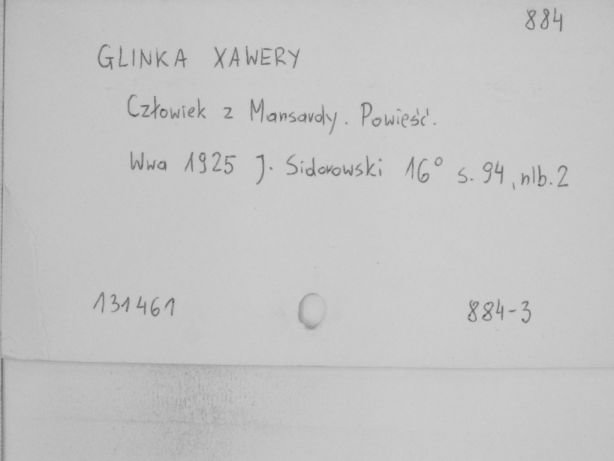 884
GLINKA XAWERY
Człowiek z Mansardy. Powieść.
Wwa 1925 J. Sidorowski 16° s. 94, nlb. 2
131461
884-3